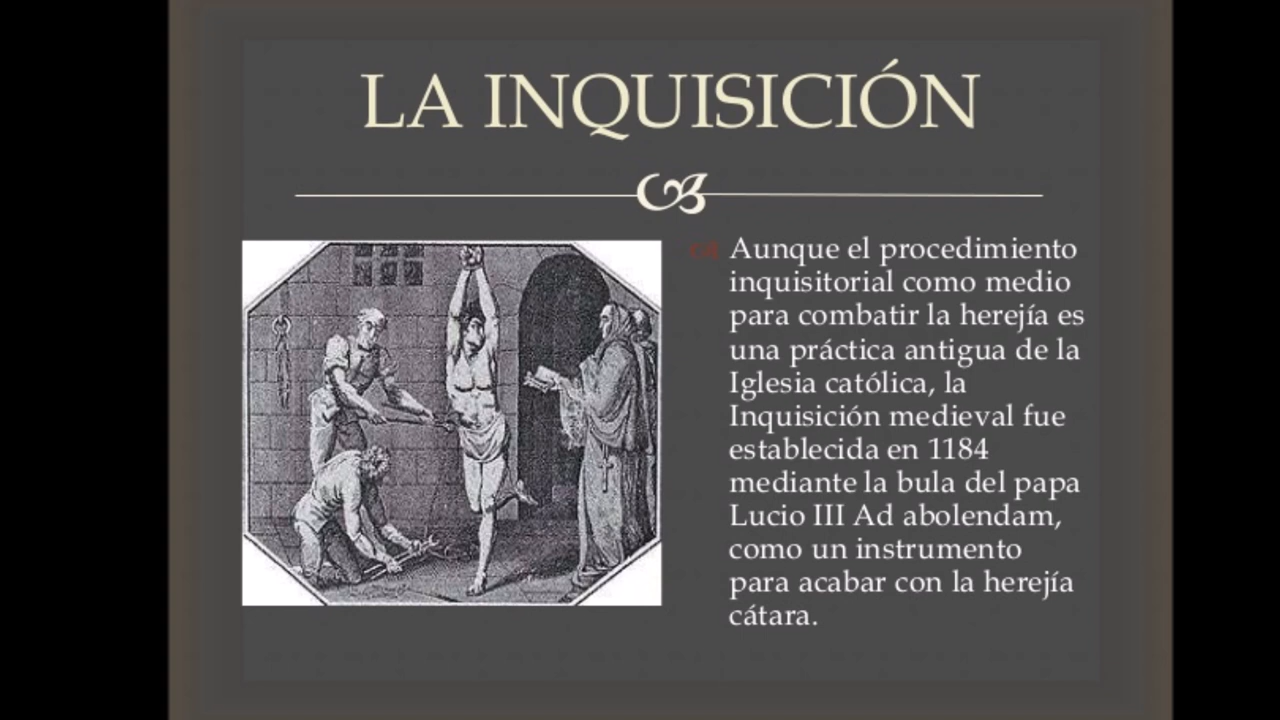 LA INQUISICIÓN
Aunque el procedimiento
inquisitorial como medio
para combatir la herejía es
una práctica antigua de la
Iglesia católica, la
Inquisición medieval fue
establecida en 1184
mediante la bula del papa
Lucio III Ad abolendam,
como un instrumento
para acabar con la herejía
cátara.